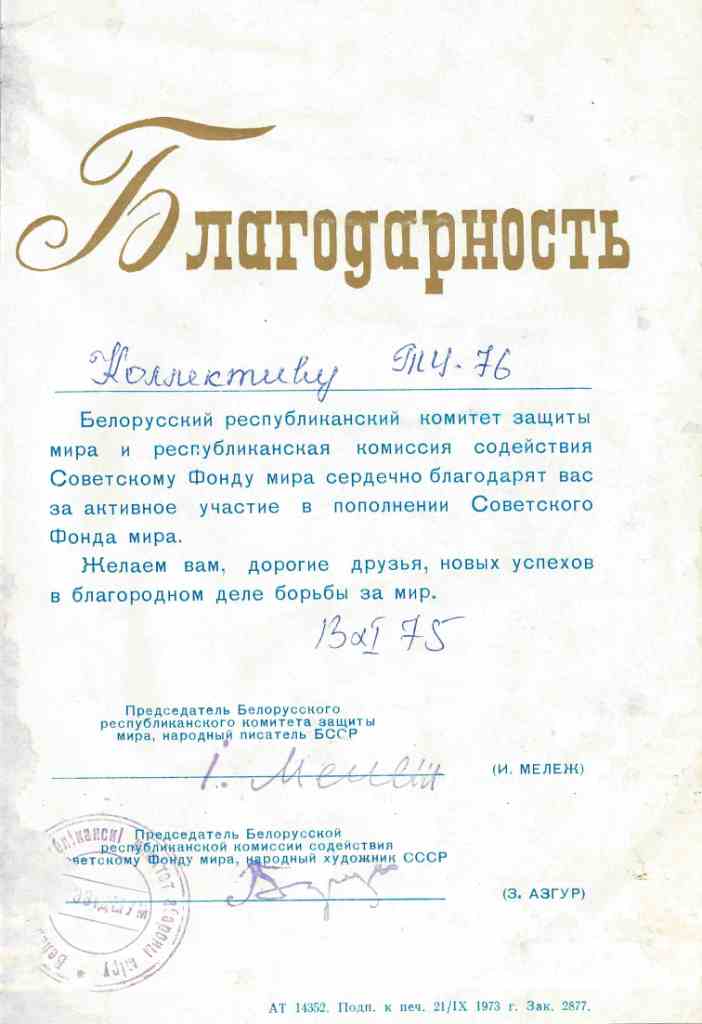 Благодарность
Коллективу ТЦ-76
Белорусский республиканский комитет защиты
мира и республиканская комиссия содействия
Советскому Фонду мира сердечно благодарят вас
за активное участие в пополнении Советского
Фонда мира.
Желаем вам, дорогие друзья, новых успехов
в благородном деле борьбы за мир.
75
Председатель Белорусского
республиканского комитета защиты
мира, народный писатель БССР
І. Мележ
(И. МЕЛЕЖ)
Председатель Белорусской
республиканской комиссии содействия
Советскому Фонду мира, народный художник СССР
(З. АЗГУР)
абароны міру
АТ 14352. Подп. к печ. 21/IX 1973 г. Зак. 2877.